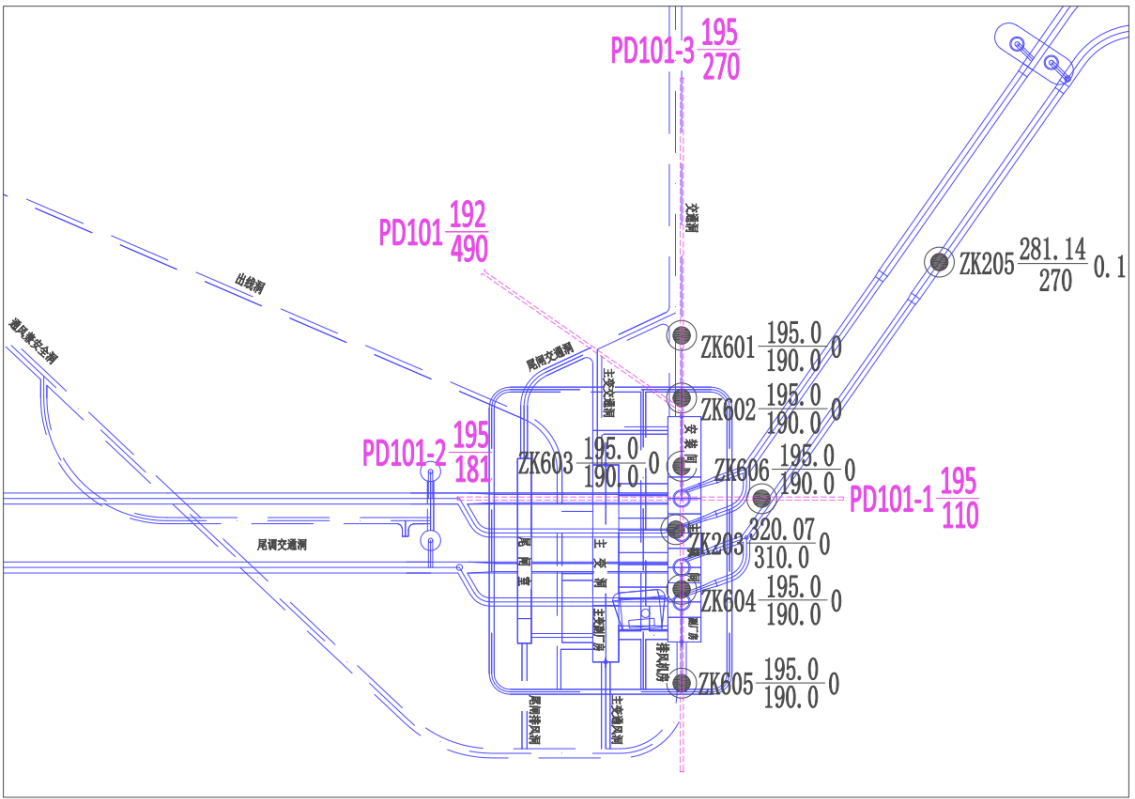 PD101-3 195
270
交通洞
PD101 192
490
ZK205 281.14 0.1
270
出线洞
通风兼安全洞
ZK601 195.0 0
190.0
尾闸交通洞
主变交通洞
ZK602 195.0 0
190.0
安装间
PD101-2 195
181
ZK603 195.0 0
190.0
ZK606 195.0 0
190.0
PD101-1 195
110
尾调交通洞
尾闸室
主变洞
ZK203 320.07 0
310.0
ZK604 195.0 0
190.0
主变副厂房
副厂房
排风机房
ZK605 195.0 0
190.0
尾闸排风洞
主变通风洞